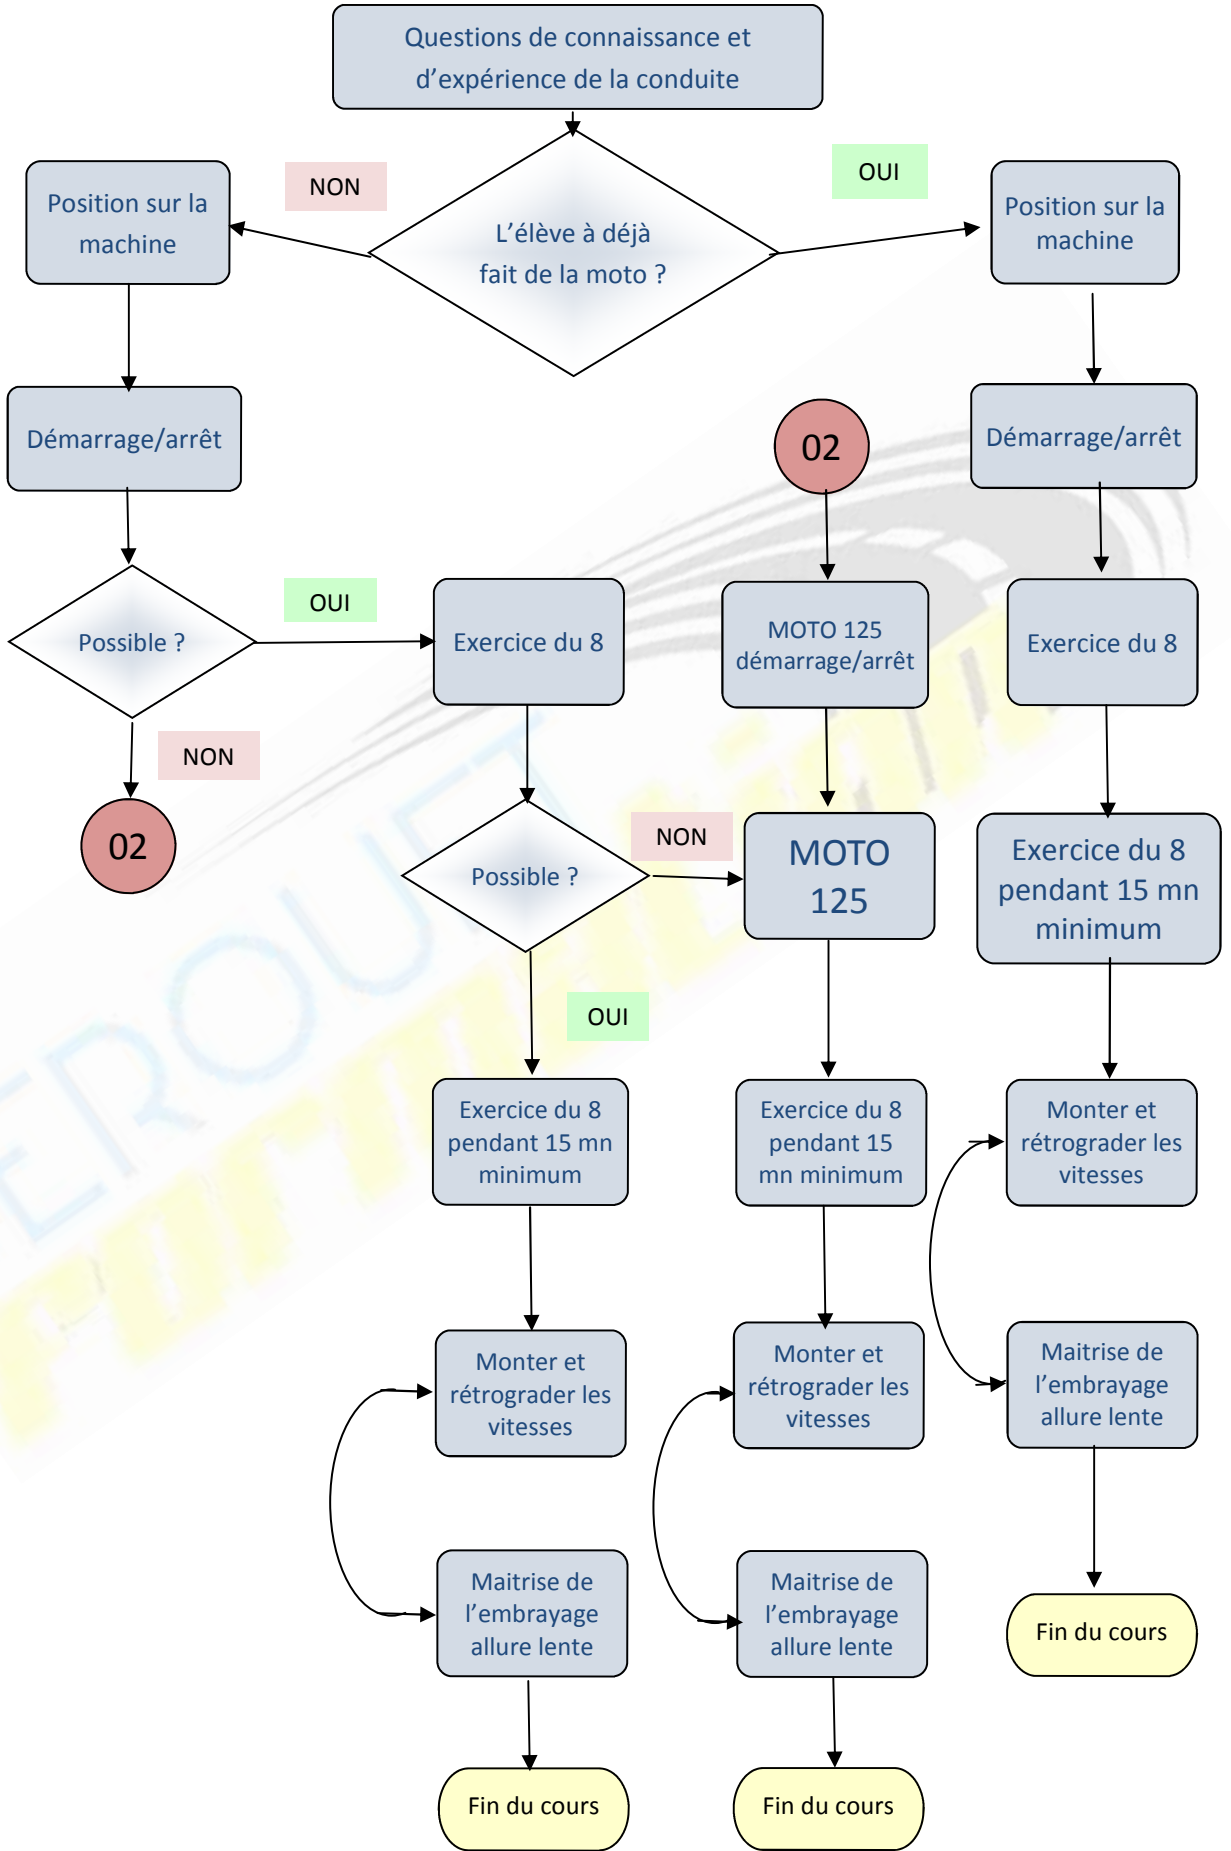 Questions de connaissance et
d’expérience de la conduite
NON
OUI
Position sur la
machine
L’élève à déjà
fait de la moto ?
Position sur la
machine
Démarrage/arrêt
02
Démarrage/arrêt
Possible ?
OUI
Exercice du 8
MOTO 125
démarrage/arrêt
Exercice du 8
NON
02
Possible ?
NON
MOTO
125
Exercice du 8
pendant 15 mn
minimum
OUI
Exercice du 8
pendant 15 mn
minimum
Exercice du 8
pendant 15
mn minimum
Monter et
rétrograder les
vitesses
Monter et
rétrograder les
vitesses
Monter et
rétrograder les
vitesses
Maitrise de
l’embrayage
allure lente
Maitrise de
l’embrayage
allure lente
Maitrise de
l’embrayage
allure lente
Fin du cours
Fin du cours
Fin du cours
EROUET
formation